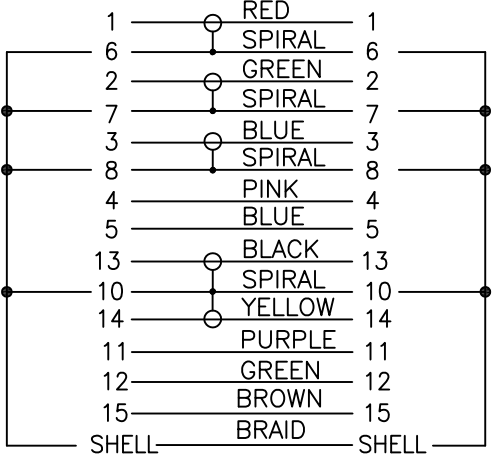 1 RED 1
6 SPIRAL 6
2 GREEN 2
7 SPIRAL 7
3 BLUE 3
8 SPIRAL 8
4 PINK 4
5 BLUE 5
13 BLACK 13
10 SPIRAL 10
14 YELLOW 14
11 PURPLE 11
12 GREEN 12
15 BROWN 15
SHELL BRAID SHELL